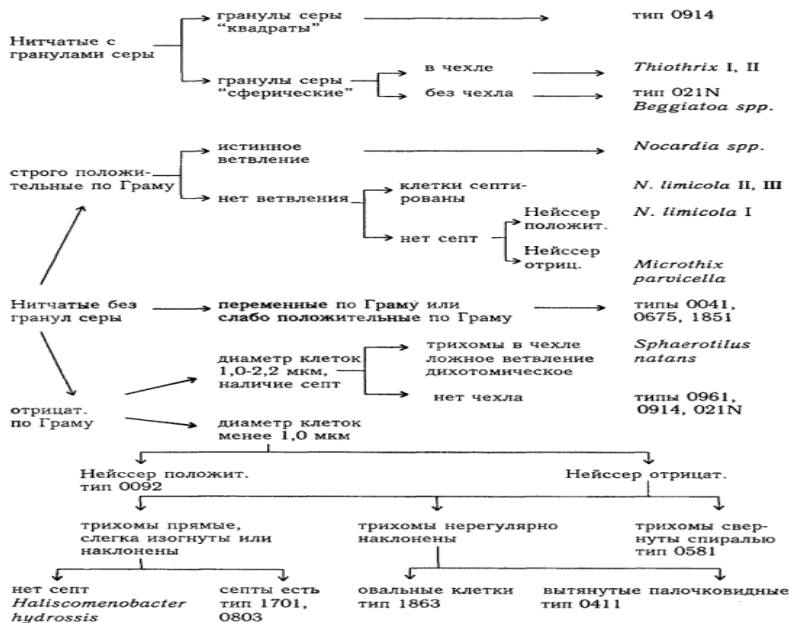 гранулы серы
"квадраты"
тип 0914
Нитчатые с
гранулами серы
гранулы серы
"сферические"
в чехле
Thiothrix I, II
без чехла
тип 021N
Beggiatoa spp.
истинное
ветвление
Nocardia spp.
строго положи-
тельные по Граму
нет ветвления
клетки септи-
рованы
N. limicola II, III
нет септ
Нейссер
положит.
N. limicola I
Нейссер
отриц.
Microthix
parvicella
Нитчатые без
гранул серы
переменные по Граму или
слабо положительные по Граму
типы 0041,
0675, 1851
диаметр клеток
1,0-2,2 мкм,
наличие септ
трихомы в чехле
ложное ветвление
дихотомическое
Sphaerotilus
natans
нет чехла
типы 0961,
0914, 021N
отрицат.
по Граму
диаметр клеток
менее 1,0 мкм
Нейссер положит.
тип 0092
Нейссер отрицат.
трихомы прямые,
слегка изогнуты или
наклонены
трихомы нерегулярно
наклонены
трихомы свер-
нуты спиралью
тип 0581
нет септ
Haliscomenobacter
hydrossis
септы есть
тип 1701,
0803
овальные клетки
тип 1863
вытянутые палочковидные
тип 0411